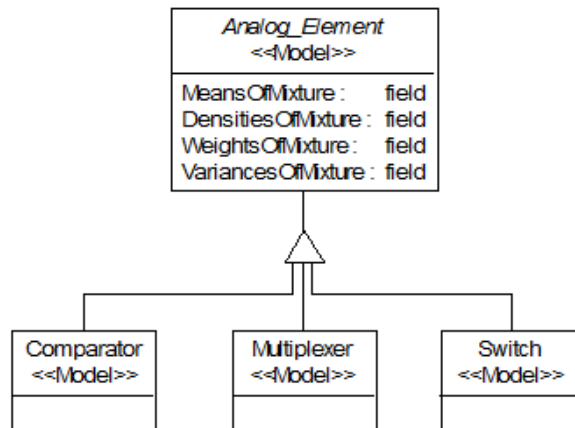 Analog_Element
<<Model>>
MeansOfMixture : field
DensitiesOfMixture : field
WeightsOfMixture : field
VariancesOfMixture : field
Comparator
<<Model>>
Multiplexer
<<Model>>
Switch
<<Model>>